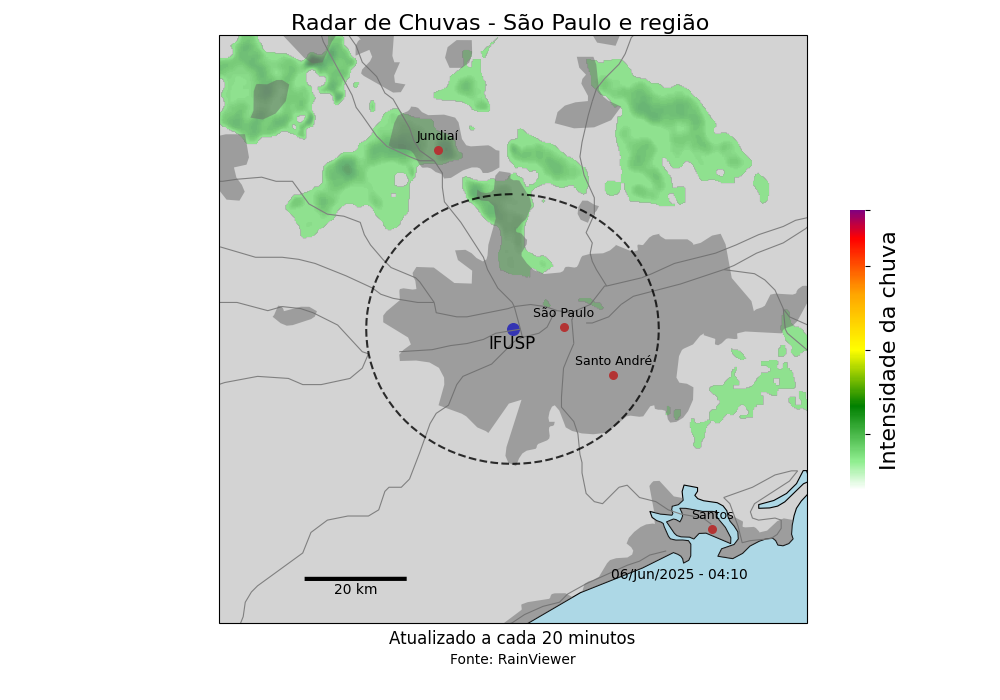 Radar de Chuvas - São Paulo e região
Jundiaí
São Paulo
IFUSP
Santo André
Intensidade da chuva
Santos
06/Jun/2025 - 04:10
20 km
Atualizado a cada 20 minutos
Fonte: RainViewer